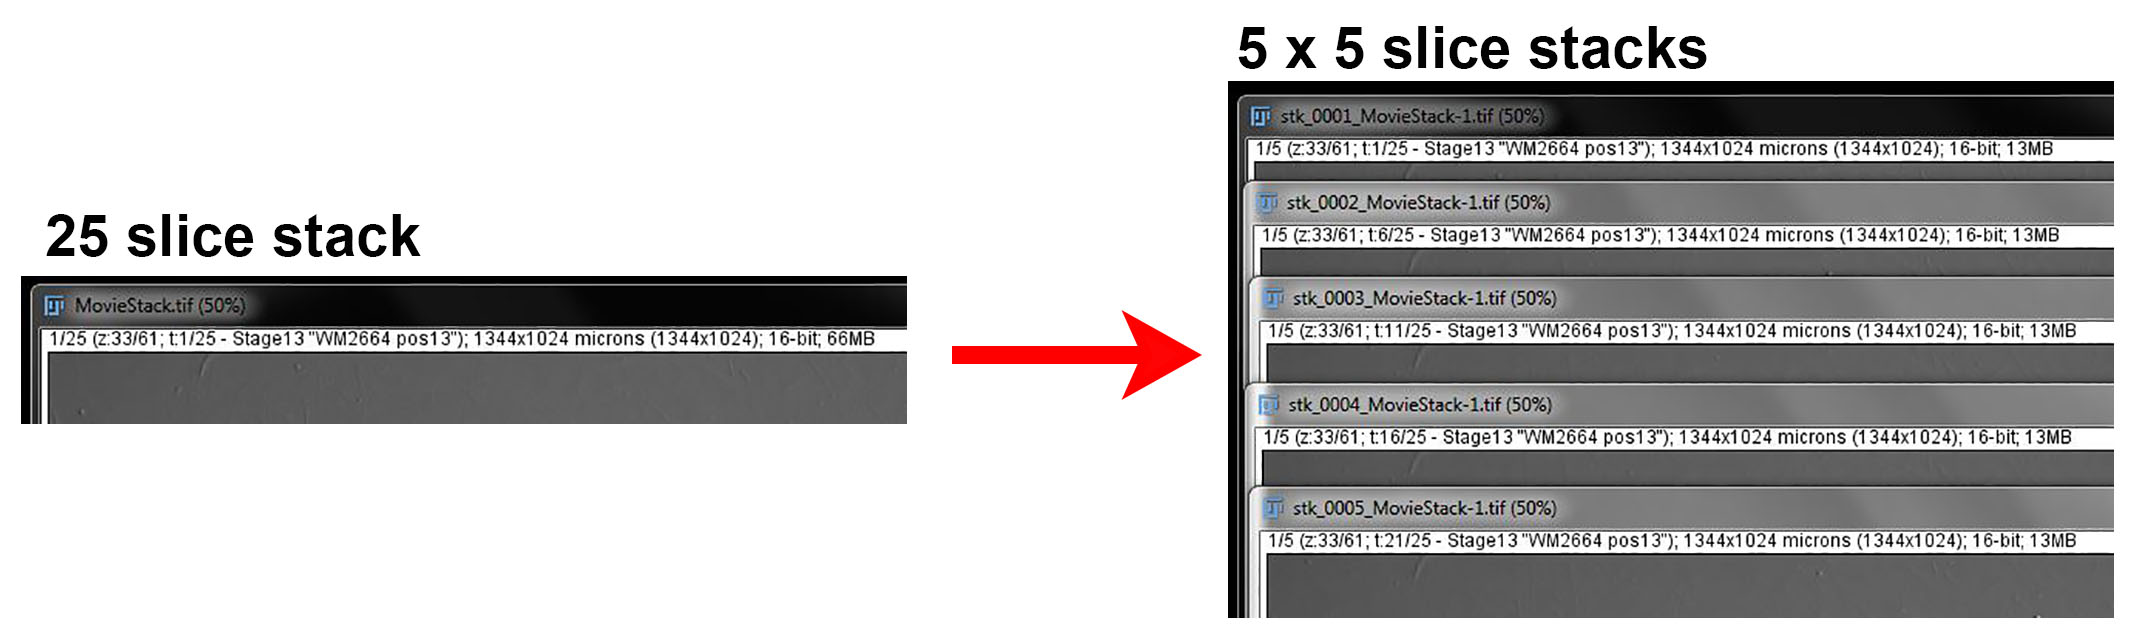 25 slice stack
MovieStack.tif (50%)
1/25 (z:33/61; t:1/25 - Stage13 "WM2664 pos13"); 1344x1024 microns (1344x1024); 16-bit; 66MB
5 x 5 slice stacks
stk_0001_MovieStack-1.tif (50%)
1/5 (z:33/61; t:1/25 - Stage13 "WM2664 pos13"); 1344x1024 microns (1344x1024); 16-bit; 13MB
stk_0002_MovieStack-1.tif (50%)
1/5 (z:33/61; t:6/25 - Stage13 "WM2664 pos13"); 1344x1024 microns (1344x1024); 16-bit; 13MB
stk_0003_MovieStack-1.tif (50%)
1/5 (z:33/61; t:11/25 - Stage13 "WM2664 pos13"); 1344x1024 microns (1344x1024); 16-bit; 13MB
stk_0004_MovieStack-1.tif (50%)
1/5 (z:33/61; t:16/25 - Stage13 "WM2664 pos13"); 1344x1024 microns (1344x1024); 16-bit; 13MB
stk_0005_MovieStack-1.tif (50%)
1/5 (z:33/61; t:21/25 - Stage13 "WM2664 pos13"); 1344x1024 microns (1344x1024); 16-bit; 13MB